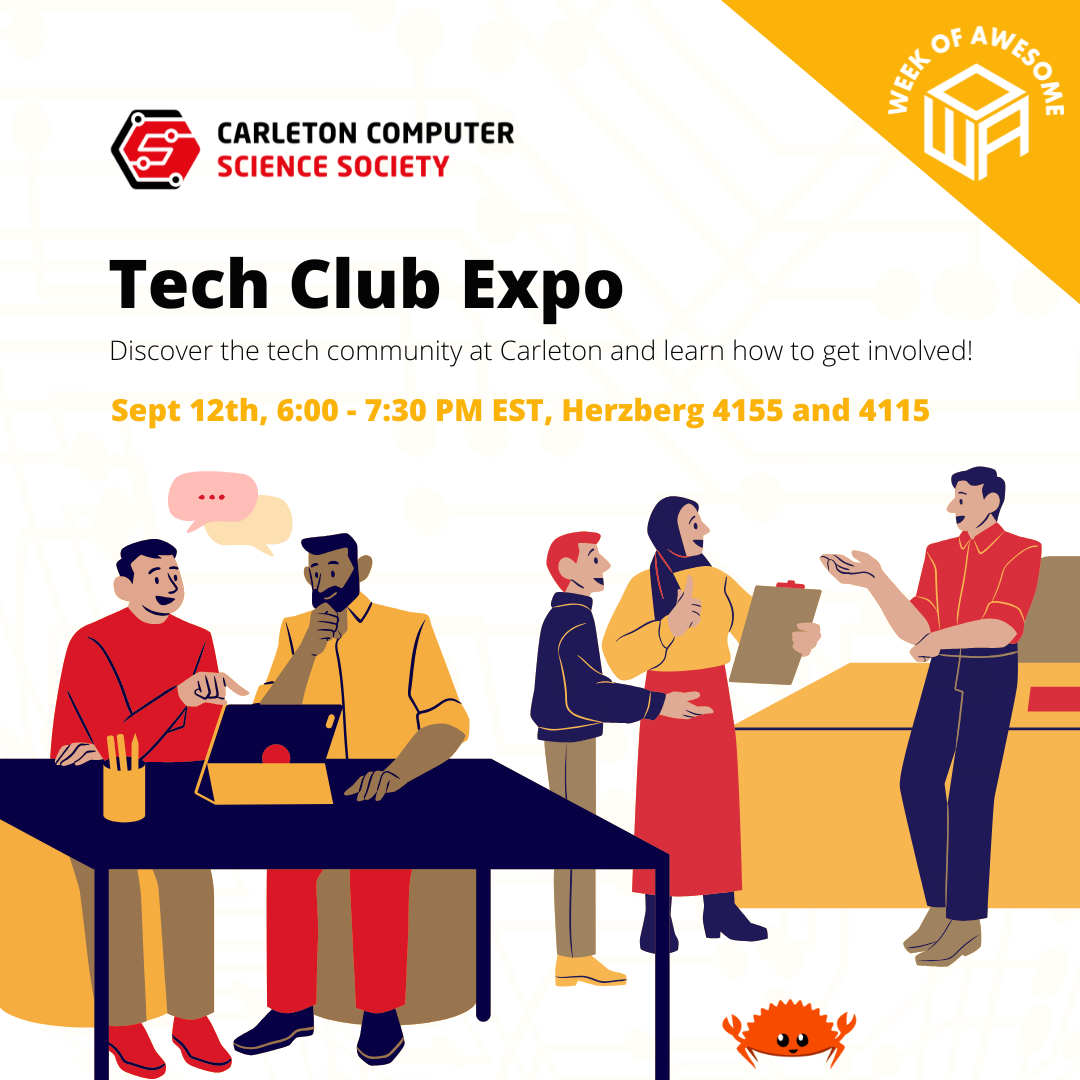 WEEK OF AWESOME
WOA
CARLETON COMPUTER
SCIENCE SOCIETY
Tech Club Expo
Discover the tech community at Carleton and learn how to get involved!
Sept 12th, 6:00 - 7:30 PM EST, Herzberg 4155 and 4115